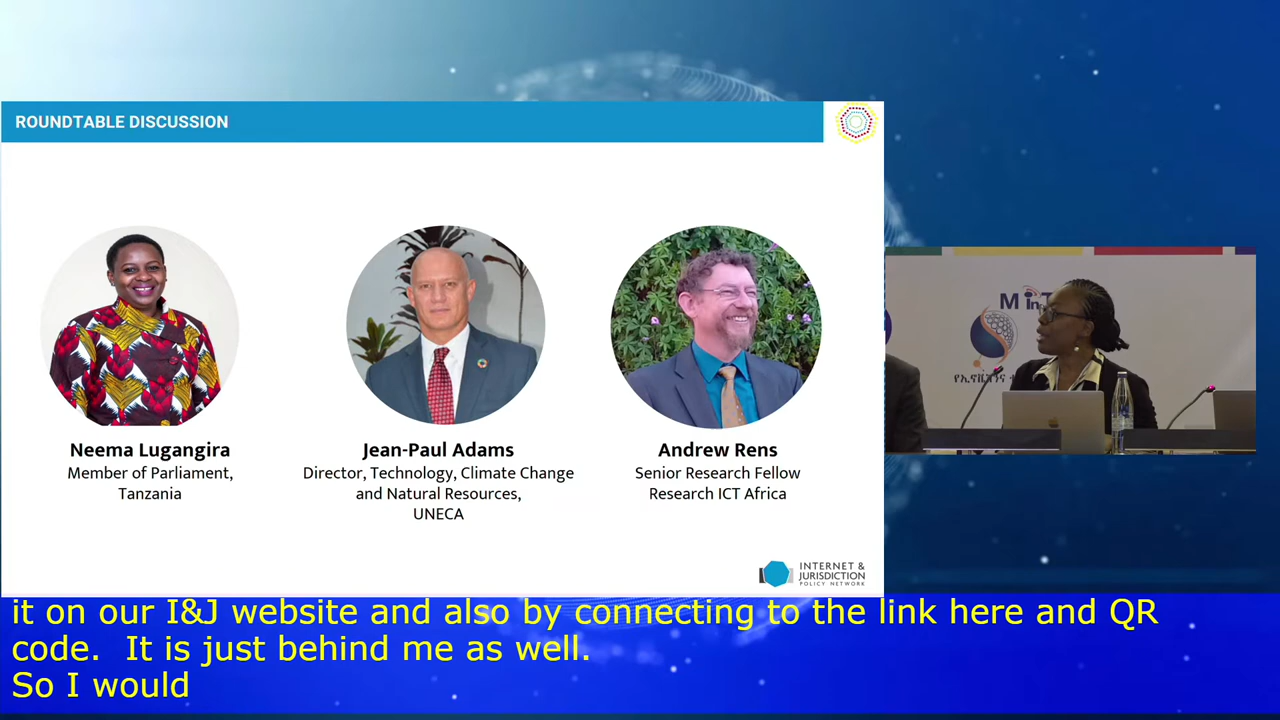 ROUNDTABLE DISCUSSION
Neema Lugangira
Member of Parliament,
Tanzania
Jean-Paul Adams
Director, Technology, Climate Change
and Natural Resources,
UNECA
Andrew Rens
Senior Research Fellow
Research ICT Africa
INTERNET &
JURISDICTION
POLICY NETWORK
it on our I&J website and also by connecting to the link here and QR
code.  It is just behind me as well.
So I would